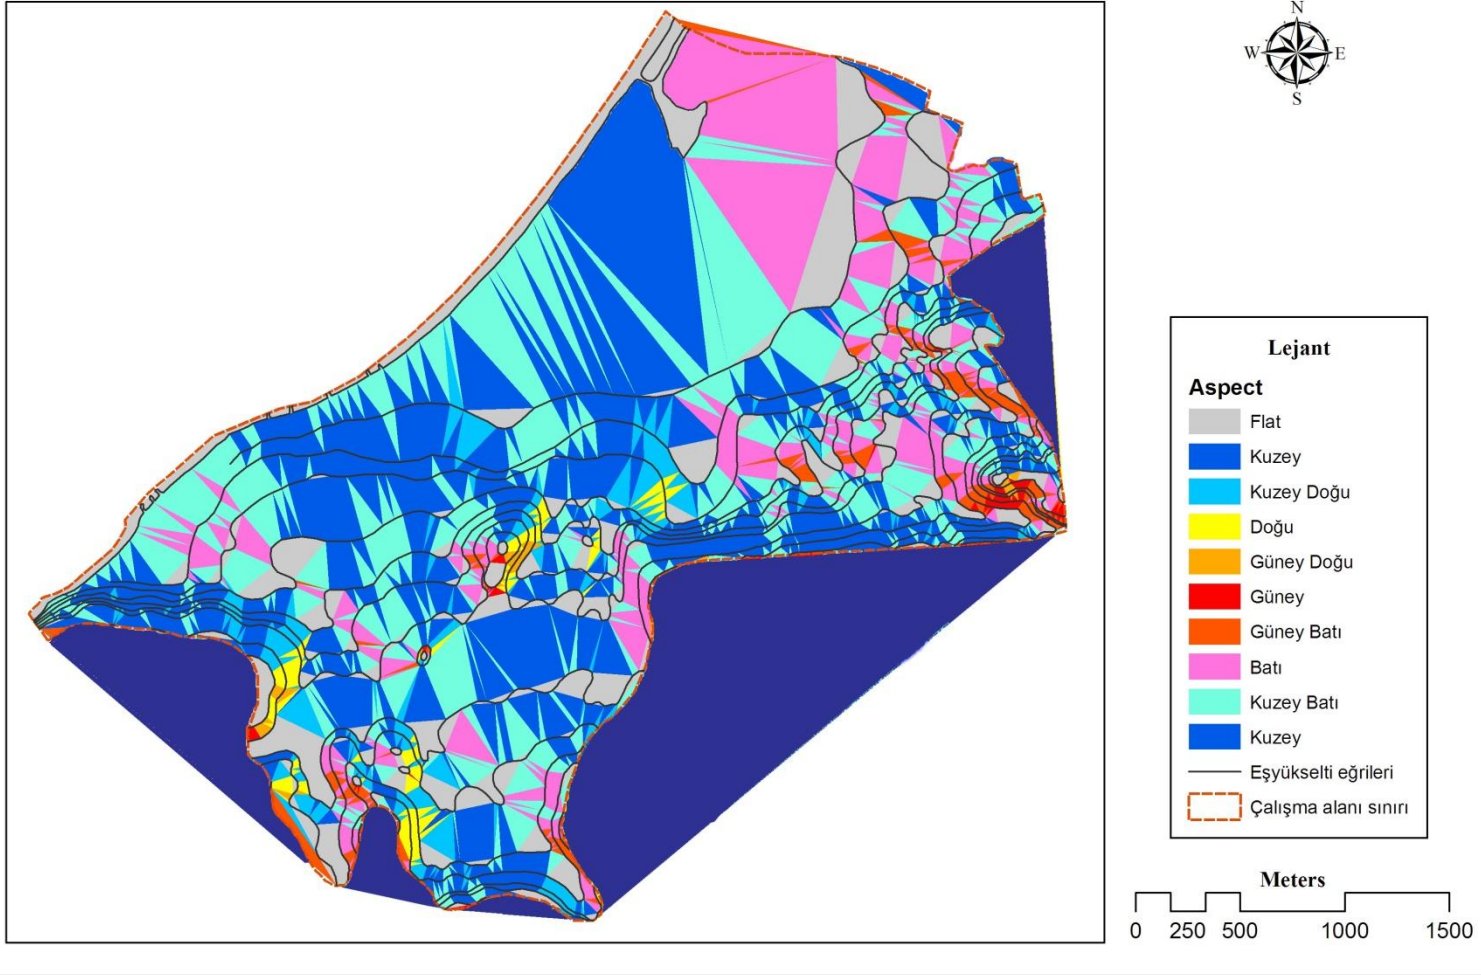 N
W E
S
Lejant
Aspect
Flat
Kuzey
Kuzey Doğu
Doğu
Güney Doğu
Güney
Güney Batı
Batı
Kuzey Batı
Kuzey
Eşyükselti eğrileri
Çalışma alanı sınırı
Meters
0 250 500 1000 1500